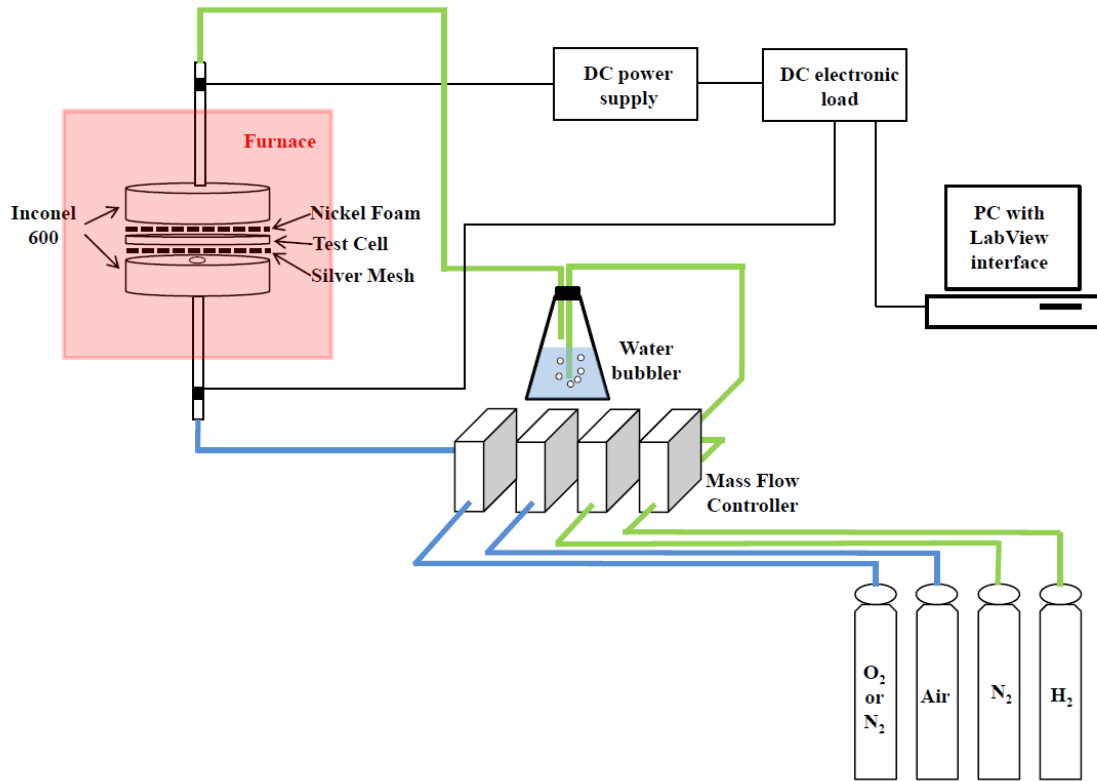 DC power
supply
DC electronic
load
Furnace
Inconel
600
Nickel Foam
Test Cell
Silver Mesh
PC with
LabView
interface
Water
bubbler
Mass Flow
Controller
O₂
or
N₂
Air
N₂
H₂